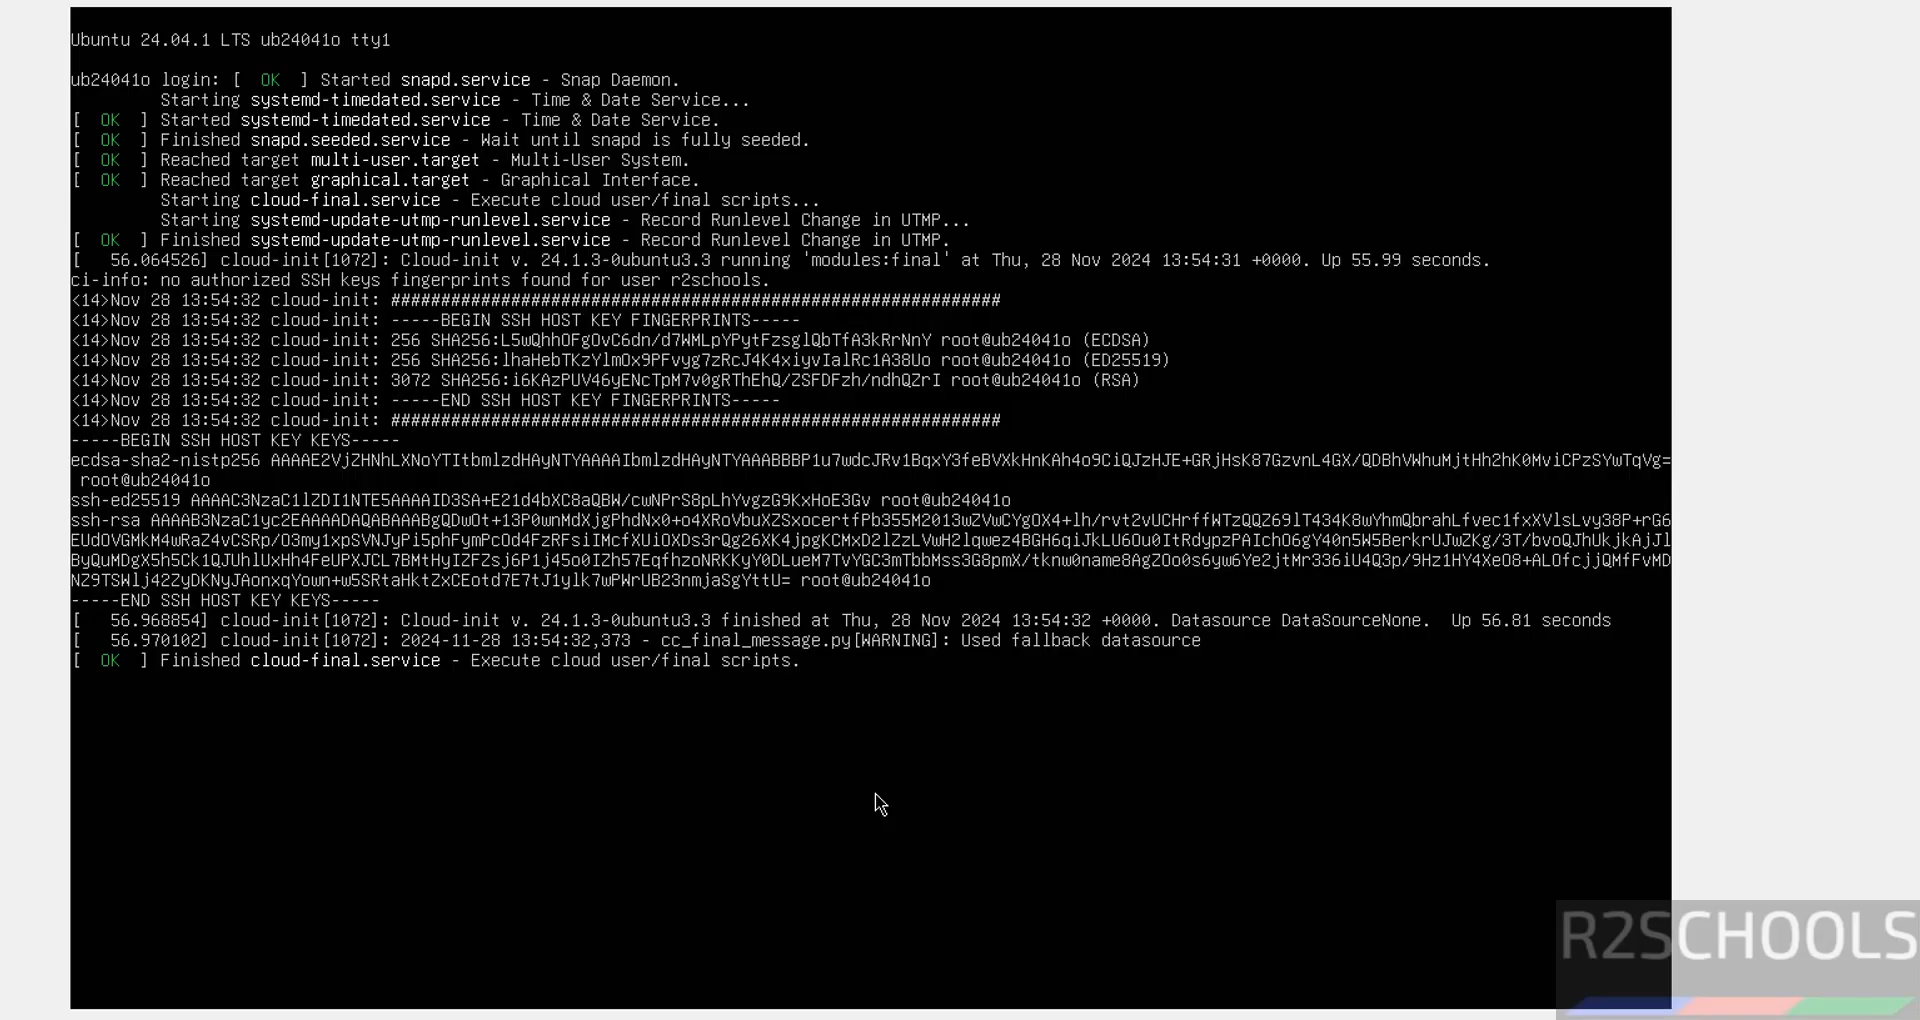 Ubuntu 24.04.1 LTS ub24041o tty1
ub24041o login: [  OK  ] Started snapd.service - Snap Daemon.
Starting systemd-timedated.service - Time & Date Service...
[  OK  ] Started systemd-timedated.service - Time & Date Service.
[  OK  ] Finished snapd.seeded.service - Wait until snapd is fully seeded.
[  OK  ] Reached target multi-user.target - Multi-User System.
[  OK  ] Reached target graphical.target - Graphical Interface.
Starting cloud-final.service - Execute cloud user/final scripts...
Starting systemd-update-utmp-runlevel.service - Record Runlevel Change in UTMP...
[  OK  ] Finished systemd-update-utmp-runlevel.service - Record Runlevel Change in UTMP.
[   56.064526] cloud-init[1072]: Cloud-init v. 24.1.3-0ubuntu3.3 running 'modules:final' at Thu, 28 Nov 2024 13:54:31 +0000. Up 55.99 seconds.
ci-info: no authorized SSH keys fingerprints found for user r2schools.
<14>Nov 28 13:54:32 cloud-init: #############################################################
<14>Nov 28 13:54:32 cloud-init: -----BEGIN SSH HOST KEY FINGERPRINTS-----
<14>Nov 28 13:54:32 cloud-init: 256 SHA256:L5wQhhOFgOvC6dn/d7WMLpYPytFzsglQbTfA3kRrNnY root@ub24041o (ECDSA)
<14>Nov 28 13:54:32 cloud-init: 256 SHA256:lhaHebTKzYlmOx9PFvyg7zRcJ4K4xiyvIalRc1A38Uo root@ub24041o (ED25519)
<14>Nov 28 13:54:32 cloud-init: 3072 SHA256:i6KAzPUV46yENcTpM7v0gRThEhQ/ZSFDFzh/ndhQZrI root@ub24041o (RSA)
<14>Nov 28 13:54:32 cloud-init: -----END SSH HOST KEY FINGERPRINTS-----
<14>Nov 28 13:54:32 cloud-init: #############################################################
-----BEGIN SSH HOST KEY KEYS-----
ecdsa-sha2-nistp256 AAAAE2VjZHNhLXNoYTItbmlzdHAyNTYAAAAIbmlzdHAyNTYAAABBBP1u7wdcJRv1BqxY3feBVXkHnKAh4o9CiQJzHJE+GRjHsK87GzvnL4GX/QDBhVWhuMjtHh2hK0MviCPzSYwTqVg=
root@ub24041o
ssh-ed25519 AAAAC3NzaC1lZDI1NTE5AAAAID3SA+E21d4bXC8aQBW/cwNPrS8pLhYvgzG9KxHoE3Gv root@ub24041o
ssh-rsa AAAAB3NzaC1yc2EAAAADAQABAAABgQDwOt+13P0wnMdXjgPhdNx0+o4XRoVbuXZSxocertfPb355M2013wZVwCYgOX4+lh/rvt2vUCHrffWTzQQZ69lT434K8wYhmQbrahLfvec1fxXVlsLvy38P+rG6
EUdOVGMkM4wRaZ4vCSRp/O3my1xpSVNJyPi5phFymPcOd4FzRFsiIMcfXUiOXDs3rQg26XK4jpgKCMxD2lZzLVwH2lqwez4BGH6qiJkLU6Ou0ItRdypzPAIchO6gY40n5W5BerkrUJwZKg/3T/bvoQJhUkjkAjJl
ByQuMDgX5h5Ck1QJUhlUxHh4FeUPXJCL7BMtHyIZFZsj6P1j45o0IZh57EqfhzoNRKKyY0DLueM7TvYGC3mTbbMss3G8pmX/tknw0name8AgZOo0s6yw6Ye2jtMr336iU4Q3p/9Hz1HY4XeO8+ALOfcjjQMfFvMD
NZ9TSWlj42ZyDKNyJAonxqYown+w5SRtaHktZxCEotd7E7tJ1ylk7wPWrUB23nmjaSgYttU= root@ub24041o
-----END SSH HOST KEY KEYS-----
[   56.968854] cloud-init[1072]: Cloud-init v. 24.1.3-0ubuntu3.3 finished at Thu, 28 Nov 2024 13:54:32 +0000. Datasource DataSourceNone.  Up 56.81 seconds
[   56.970102] cloud-init[1072]: 2024-11-28 13:54:32,373 - cc_final_message.py[WARNING]: Used fallback datasource
[  OK  ] Finished cloud-final.service - Execute cloud user/final scripts.
R2SCHOOLS